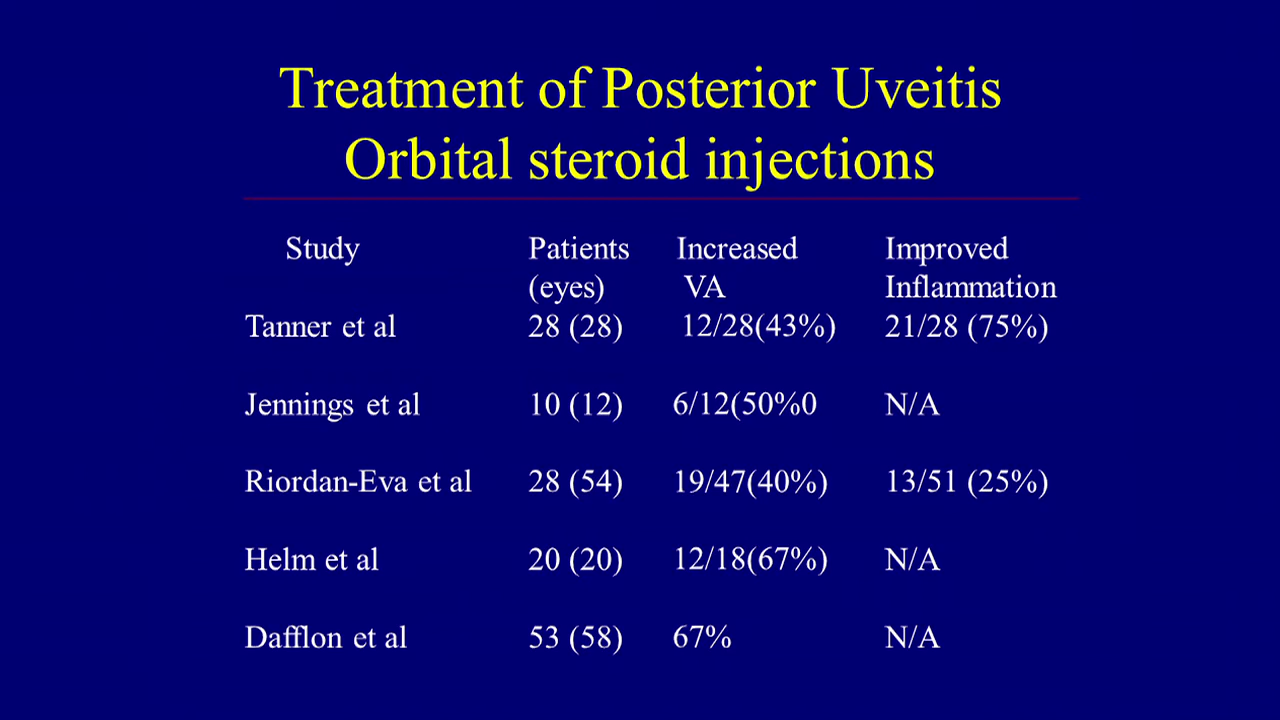 Treatment of Posterior Uveitis
Orbital steroid injections
Study Patients Increased Improved
(eyes) VA Inflammation
Tanner et al 28 (28) 12/28(43%) 21/28 (75%)
Jennings et al 10 (12) 6/12(50%0 N/A
Riordan-Eva et al 28 (54) 19/47(40%) 13/51 (25%)
Helm et al 20 (20) 12/18(67%) N/A
Dafflon et al 53 (58) 67% N/A